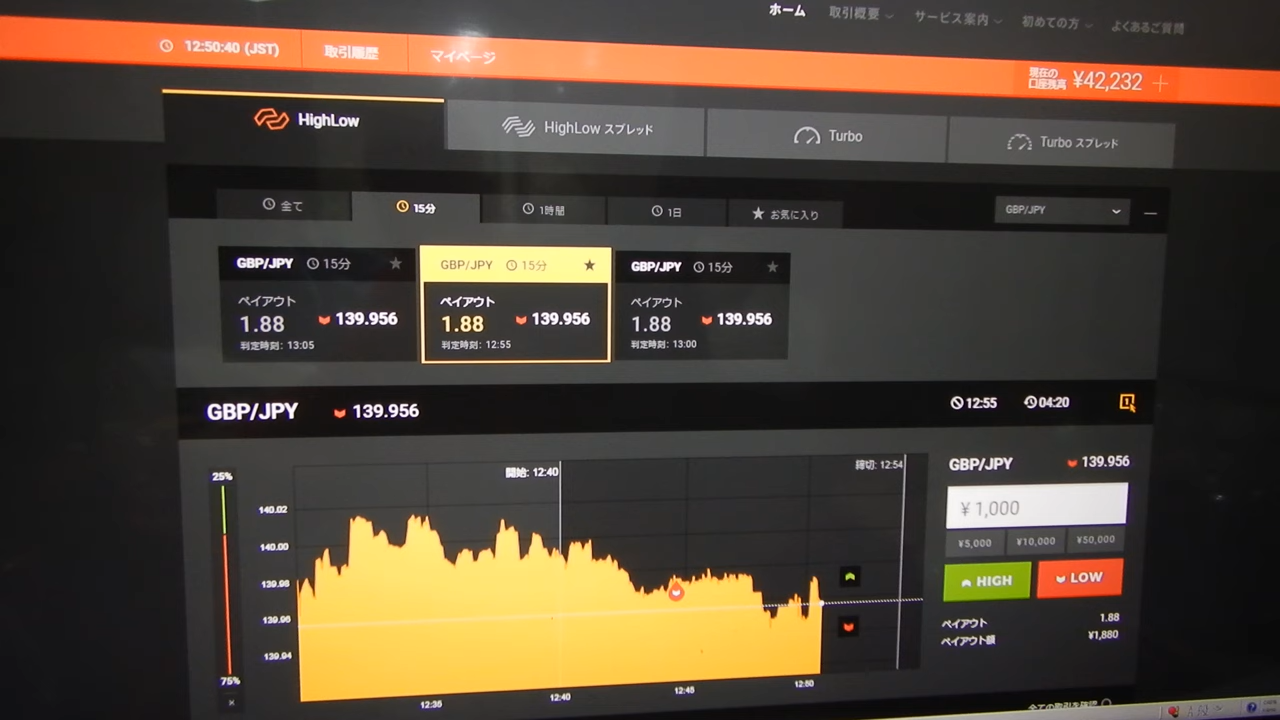 ホーム 取引概要 サービス案内 初めての方 よくあるご質問
12:50:40 (JST) 取引履歴 マイページ
現在の口座残高 ¥42,232 +
HighLow HighLow スプレッド Turbo Turbo スプレッド
全て 15分 1時間 1日 お気に入り GBP/JPY
GBP/JPY 15分 GBP/JPY 15分 GBP/JPY 15分
ペイアウト ペイアウト ペイアウト
1.88 139.956 1.88 139.956 1.88 139.956
判定時刻: 13:05 判定時刻: 12:55 判定時刻: 13:00
GBP/JPY 139.956 12:55 04:20
25%
開始: 12:40 締切: 12:54
140.02
140.00
139.98
139.96
139.94
75%
12:35 12:40 12:45 12:50
GBP/JPY 139.956
¥ 1,000
¥5,000 ¥10,000 ¥50,000
HIGH LOW
ペイアウト 1.88
ペイアウト額 ¥1,880
全ての取引を確認